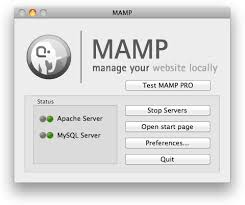 MAMP
MAMP
manage your website locally
Test MAMP PRO
Status
Apache Server
MySQL Server
Stop Servers
Open start page
Preferences...
Quit